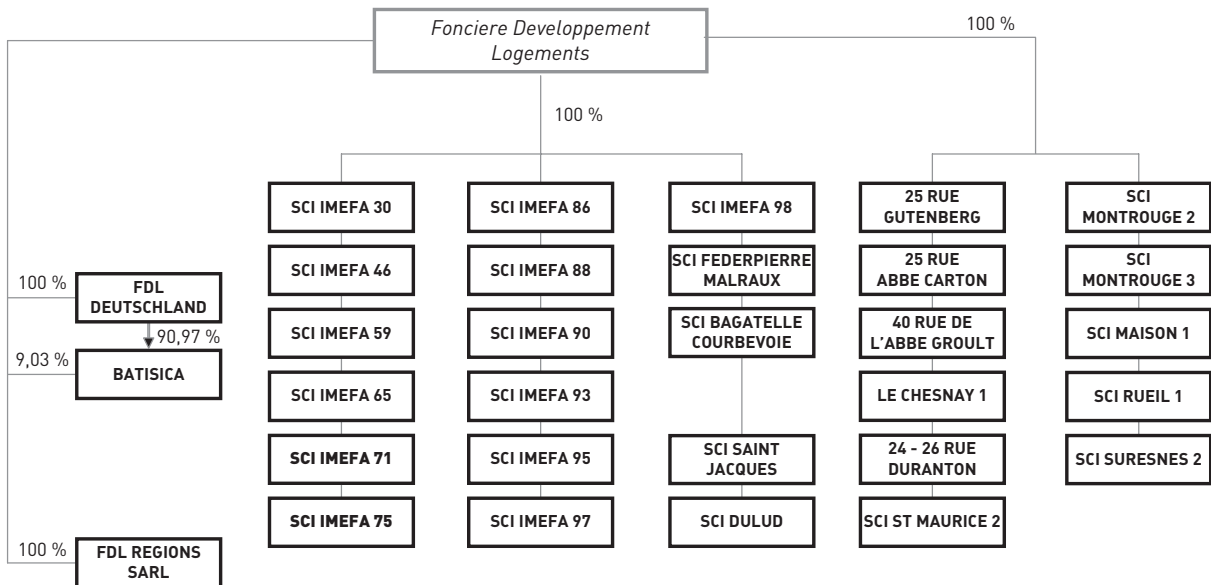 Fonciere Developpement
Logements
100 %
100 %
SCI IMEFA 30
SCI IMEFA 46
SCI IMEFA 59
SCI IMEFA 65
SCI IMEFA 71
SCI IMEFA 75
SCI IMEFA 86
SCI IMEFA 88
SCI IMEFA 90
SCI IMEFA 93
SCI IMEFA 95
SCI IMEFA 97
SCI IMEFA 98
SCI FEDERPIERRE
MALRAUX
SCI BAGATELLE
COURBEVOIE
SCI SAINT
JACQUES
SCI DULUD
25 RUE
GUTENBERG
25 RUE
ABBE CARTON
40 RUE DE
L'ABBE GROULT
LE CHESNAY 1
24 - 26 RUE
DURANTON
SCI ST MAURICE 2
SCI
MONTROUGE 2
SCI
MONTROUGE 3
SCI MAISON 1
SCI RUEIL 1
SCI SURESNES 2
100 %
FDL
DEUTSCHLAND
90,97 %
9,03 %
BATISICA
100 %
FDL REGIONS
SARL